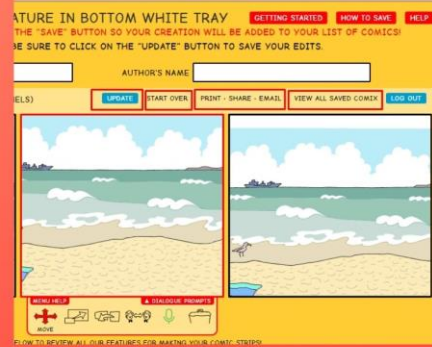 ATURE IN BOTTOM WHITE TRAY GETTING STARTED HOW TO SAVE HELP
THE "SAVE" BUTTON SO YOUR CREATION WILL BE ADDED TO YOUR LIST OF COMICS!
BE SURE TO CLICK ON THE "UPDATE" BUTTON TO SAVE YOUR EDITS.
AUTHOR'S NAME
ELS) UPDATE START OVER PRINT - SHARE - EMAIL VIEW ALL SAVED COMIX LOG OUT
MENU HELP ▲ DIALOGUE PROMPTS
MOVE
ELOW TO REVIEW ALL OUR FEATURES FOR MAKING YOUR COMIC STRIPS!